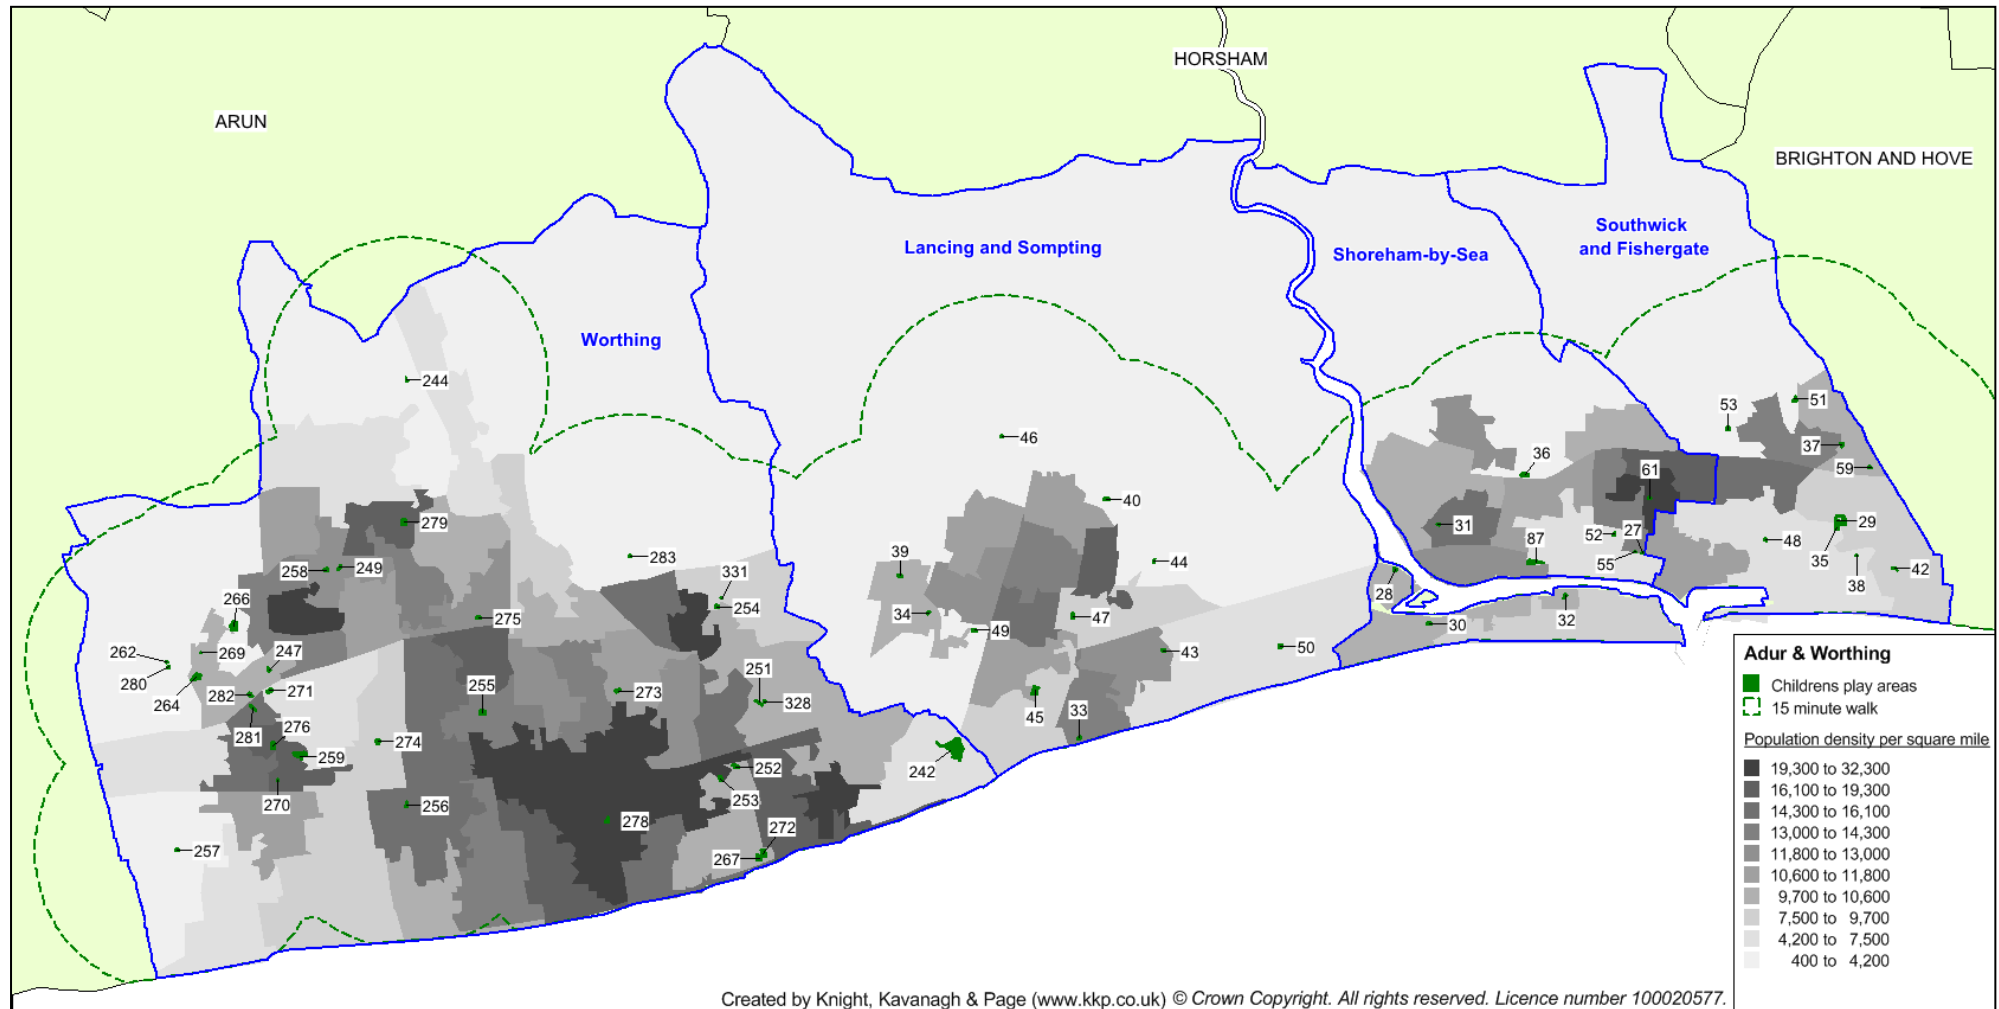 HORSHAM
ARUN
BRIGHTON AND HOVE
Southwick
and Fishergate
Lancing and Sompting
Shoreham-by-Sea
Worthing
244
51
53
46
37
36
59
61
40
279
31
29
27
52
48
87
39
283
44
55
35
258
249
42
38
331
28
266
254
34
47
275
32
30
49
269
247
43
50
262
251
280
255
273
282
271
328
264
45
33
276
281
274
259
252
242
253
270
256
278
272
257
267
Adur & Worthing
Childrens play areas
15 minute walk
Population density per square mile
19,300 to 32,300
16,100 to 19,300
14,300 to 16,100
13,000 to 14,300
11,800 to 13,000
10,600 to 11,800
9,700 to 10,600
7,500 to 9,700
4,200 to 7,500
400 to 4,200
Created by Knight, Kavanagh & Page (www.kkp.co.uk) © Crown Copyright. All rights reserved. Licence number 100020577.